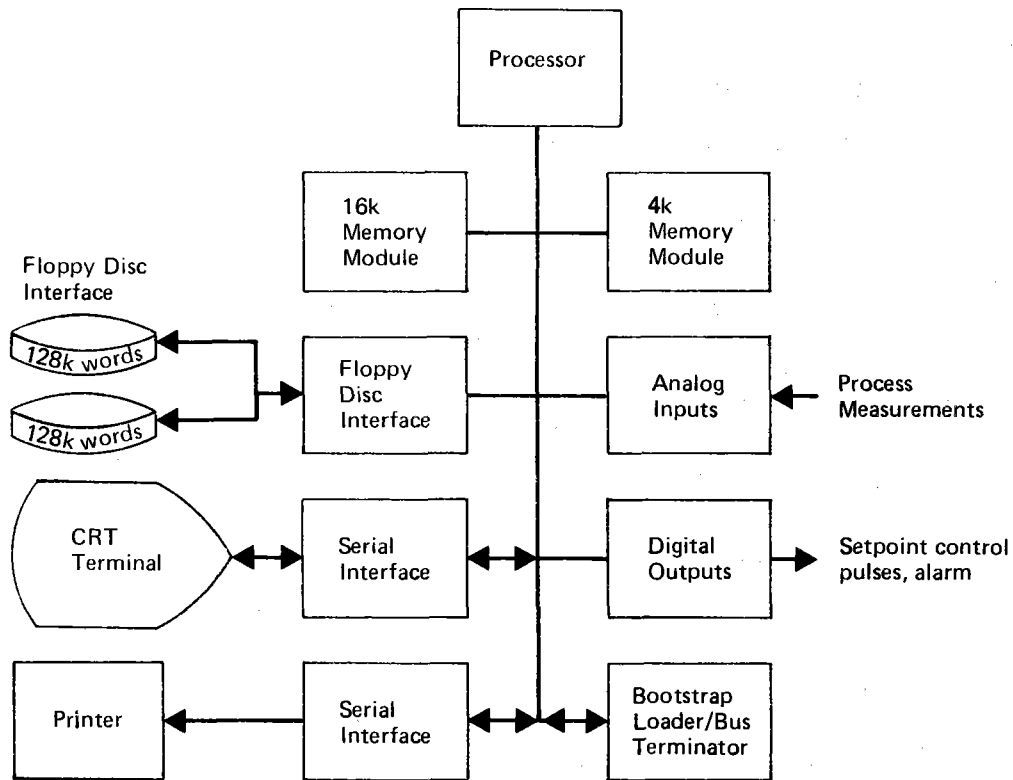 Processor
16k
Memory
Module
4k
Memory
Module
Floppy Disc
Interface
128k words
128k words
Floppy
Disc
Interface
Analog
Inputs
Process
Measurements
CRT
Terminal
Serial
Interface
Digital
Outputs
Setpoint control
pulses, alarm
Printer
Serial
Interface
Bootstrap
Loader/Bus
Terminator